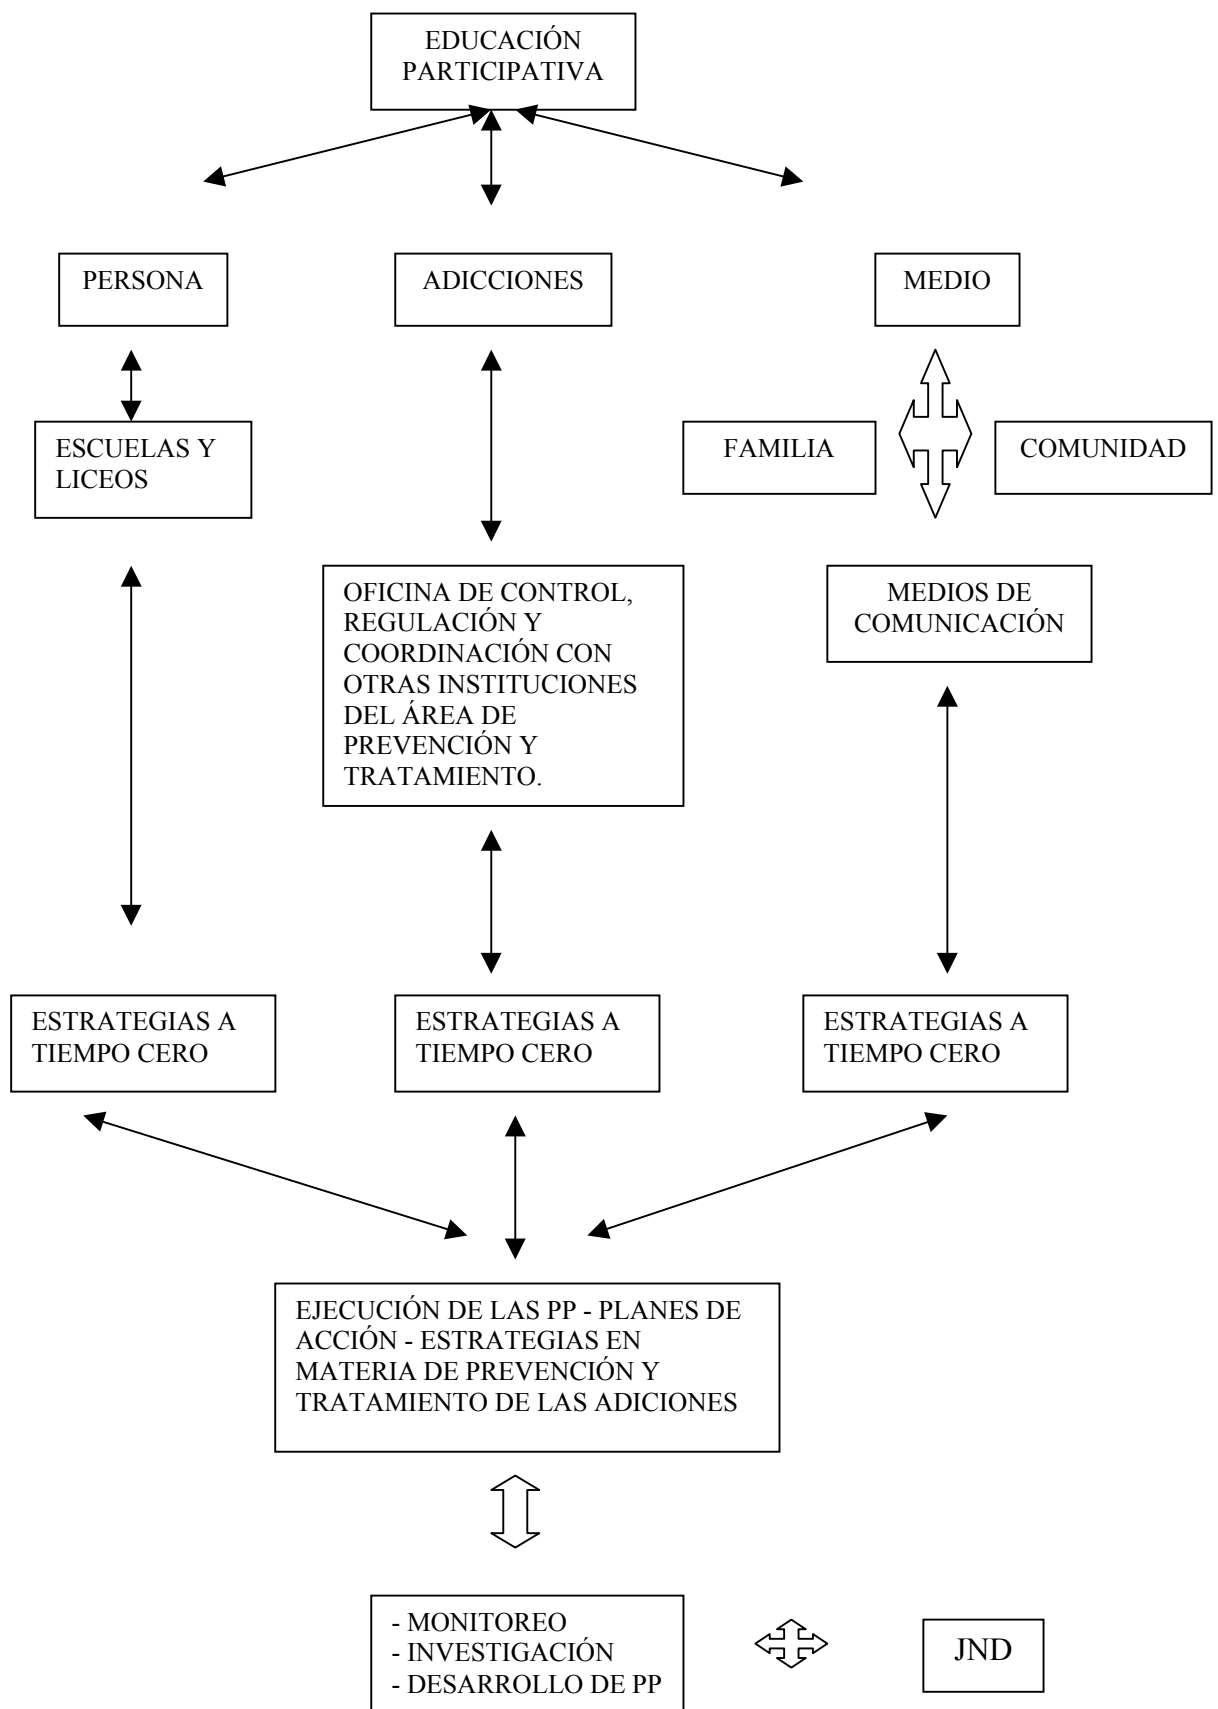 EDUCACIÓN
PARTICIPATIVA
PERSONA
ADICCIONES
MEDIO
ESCUELAS Y
LICEOS
FAMILIA
COMUNIDAD
OFICINA DE CONTROL,
REGULACIÓN Y
COORDINACIÓN CON
OTRAS INSTITUCIONES
DEL ÁREA DE
PREVENCIÓN Y
TRATAMIENTO.
MEDIOS DE
COMUNICACIÓN
ESTRATEGIAS A
TIEMPO CERO
ESTRATEGIAS A
TIEMPO CERO
ESTRATEGIAS A
TIEMPO CERO
EJECUCIÓN DE LAS PP - PLANES DE
ACCIÓN - ESTRATEGIAS EN
MATERIA DE PREVENCIÓN Y
TRATAMIENTO DE LAS ADICIONES
- MONITOREO
- INVESTIGACIÓN
- DESARROLLO DE PP
JND